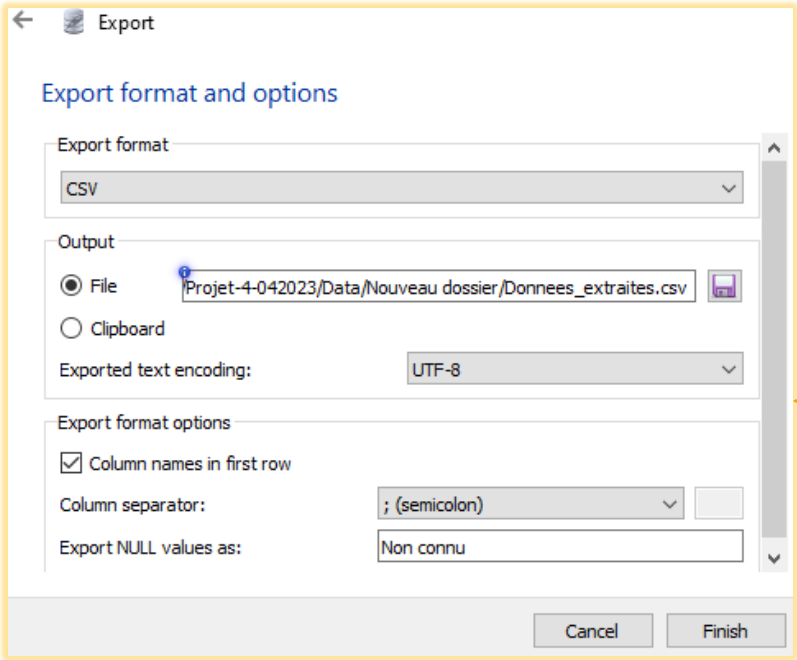 Export
Export format and options
Export format
CSV
Output
File /Projet-4-042023/Data/Nouveau dossier/Donnees_extraites.csv
Clipboard
Exported text encoding: UTF-8
Export format options
Column names in first row
Column separator: ; (semicolon)
Export NULL values as: Non connu
Cancel Finish